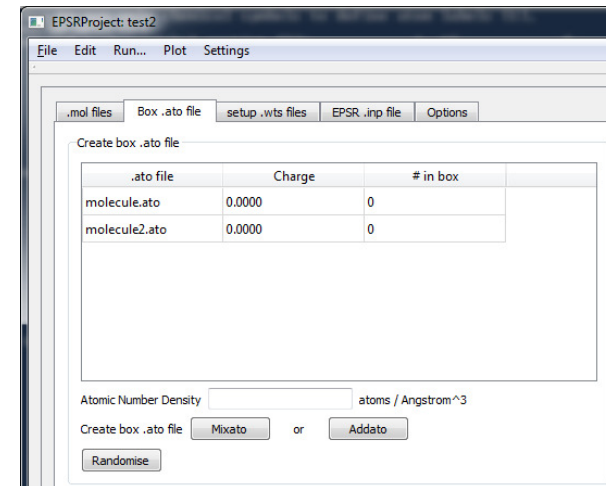 EPSRProject: test2
File Edit Run... Plot Settings
.mol files Box .ato file setup .wts files EPSR .inp file Options
Create box .ato file
.ato file Charge # in box
molecule.ato 0.0000 0
molecule2.ato 0.0000 0
Atomic Number Density atoms / Angstrom^3
Create box .ato file Mixato or Addato
Randomise